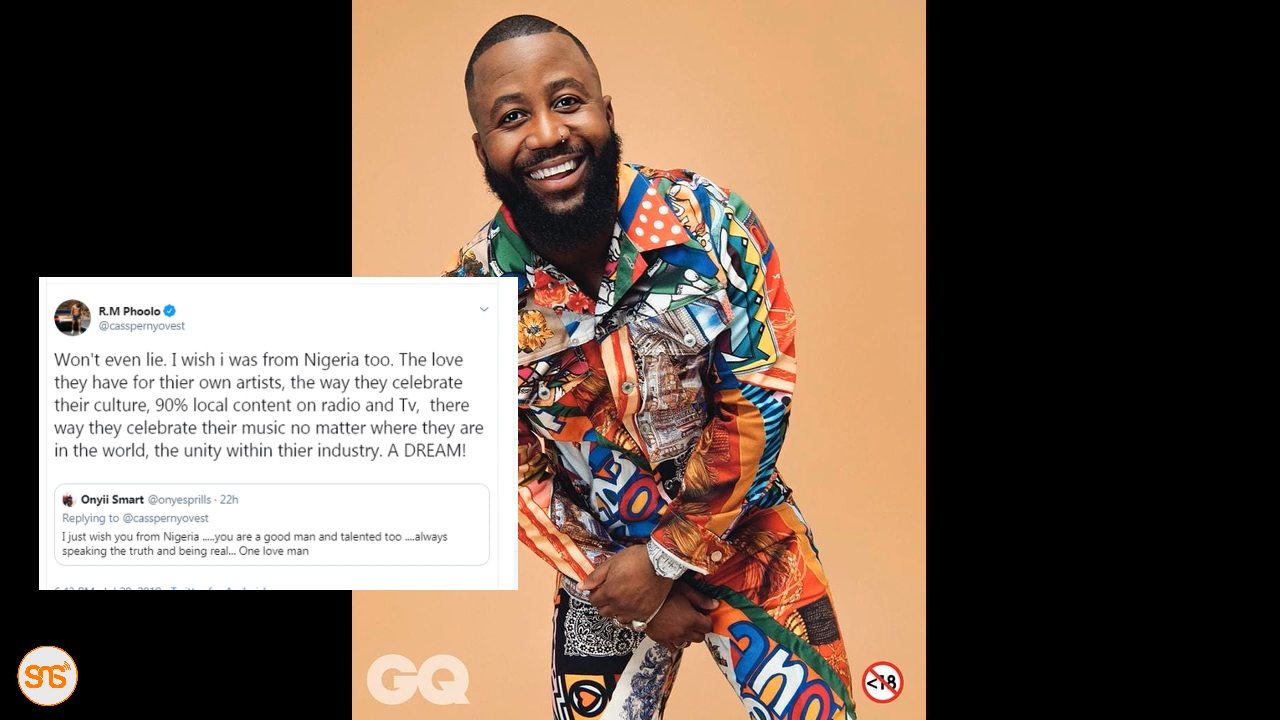 R.M Phoolo
@casspernyovest
Won't even lie. I wish i was from Nigeria too. The love
they have for thier own artists, the way they celebrate
their culture, 90% local content on radio and Tv, there
way they celebrate their music no matter where they are
in the world, the unity within thier industry. A DREAM!
Onyii Smart @onyesprills · 22h
Replying to @casspernyovest
I just wish you from Nigeria .....you are a good man and talented too ....always
speaking the truth and being real... One love man
SNS
GQ
<18